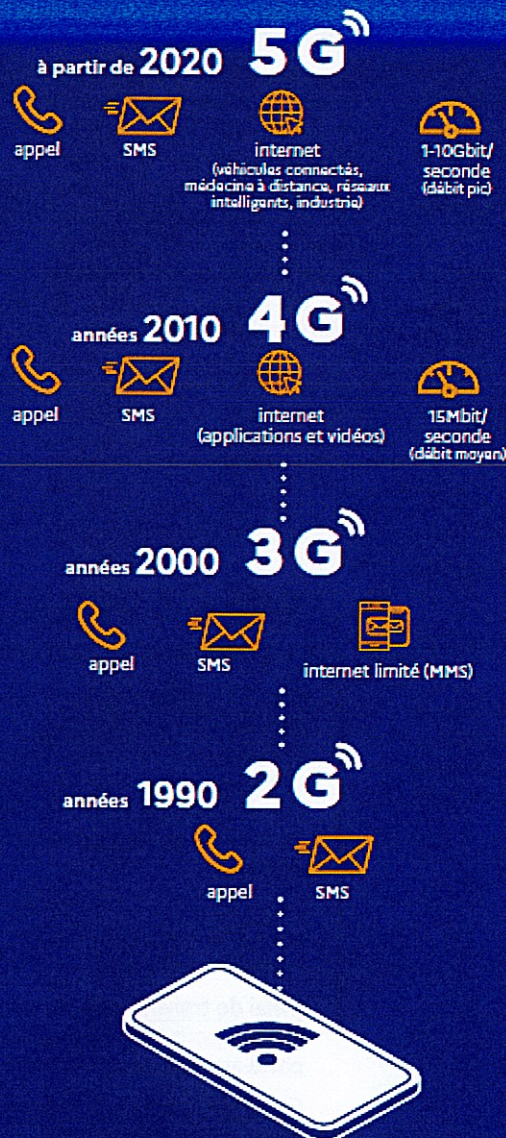 à partir de 2020 5G
appel
SMS
internet
(véhicules connectés,
médecine à distance, réseaux
intelligents, industrie)
1-10Gbit/
seconde
(débit pic)
années 2010 4G
appel
SMS
internet
(applications et vidéos)
15Mbit/
seconde
(débit moyen)
années 2000 3G
appel
SMS
internet limité (MMS)
années 1990 2G
appel
SMS